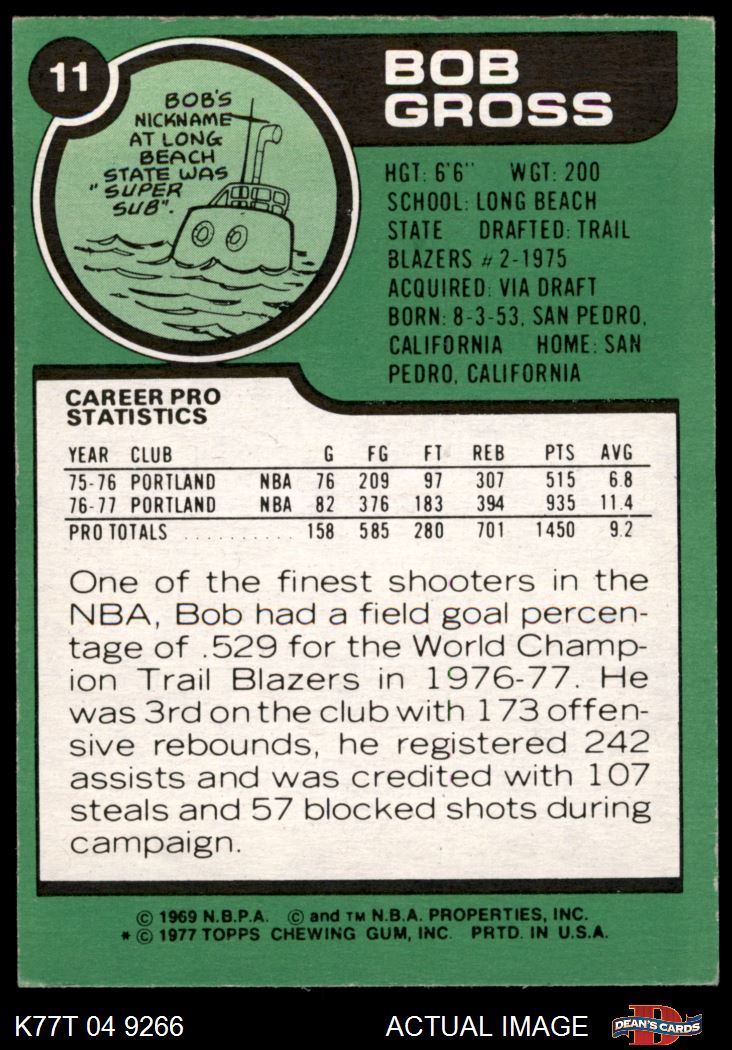 11
BOB'S
NICKNAME
AT LONG
BEACH
STATE WAS
"SUPER
SUB".
BOB
GROSS
HGT: 6'6" WGT: 200
SCHOOL: LONG BEACH
STATE DRAFTED: TRAIL
BLAZERS #2-1975
ACQUIRED: VIA DRAFT
BORN: 8-3-53, SAN PEDRO,
CALIFORNIA HOME: SAN
PEDRO, CALIFORNIA
CAREER PRO
STATISTICS
YEAR CLUB G FG FT REB PTS AVG
75-76 PORTLAND NBA 76 209 97 307 515 6.8
76-77 PORTLAND NBA 82 376 183 394 935 11.4
PRO TOTALS .......... 158 585 280 701 1450 9.2
One of the finest shooters in the
NBA, Bob had a field goal percen-
tage of .529 for the World Champ-
ion Trail Blazers in 1976-77. He
was 3rd on the club with 173 offen-
sive rebounds, he registered 242
assists and was credited with 107
steals and 57 blocked shots during
campaign.
© 1969 N.B.P.A. © and TM N.B.A. PROPERTIES, INC.
* © 1977 TOPPS CHEWING GUM, INC. PRTD. IN U.S.A.
K77T 04 9266 ACTUAL IMAGE DEAN'S CARDS